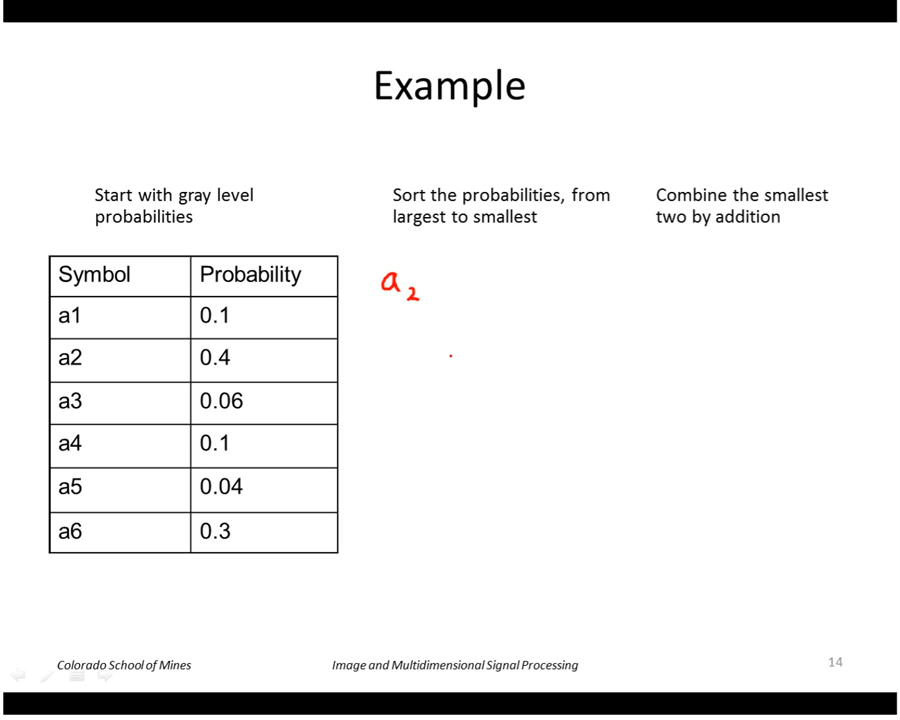 Example
Start with gray level
probabilities
Sort the probabilities, from
largest to smallest
Combine the smallest
two by addition
Symbol Probability
a1 0.1
a2 0.4
a3 0.06
a4 0.1
a5 0.04
a6 0.3
a2
Colorado School of Mines
Image and Multidimensional Signal Processing
14